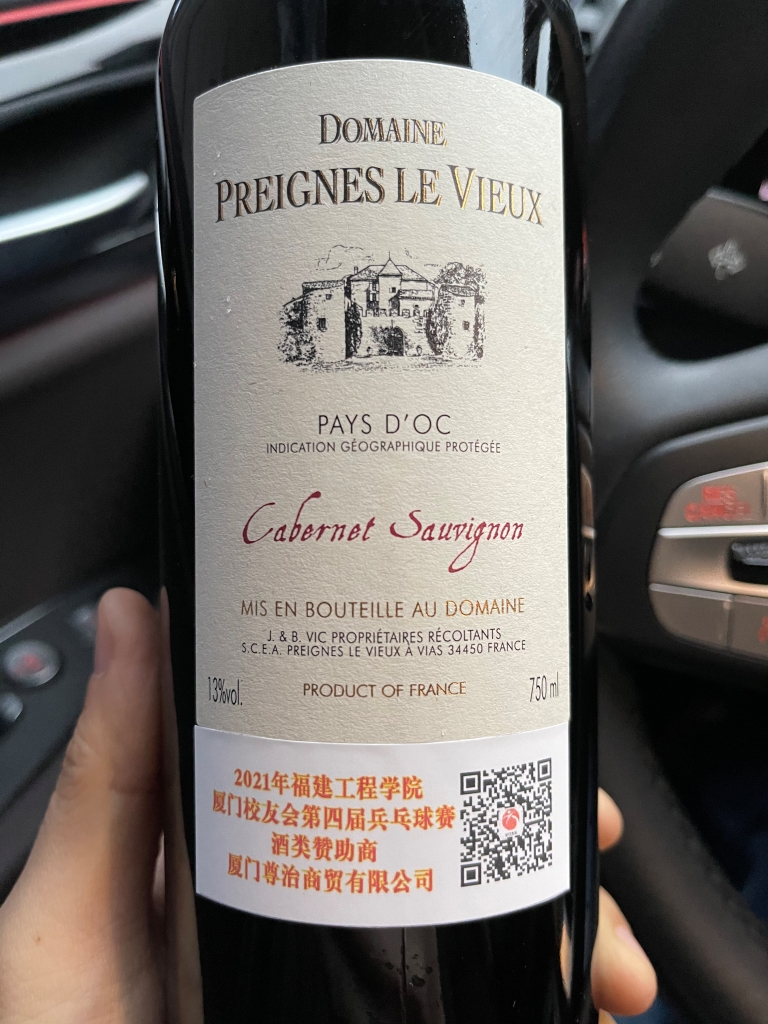 DOMAINE
PREIGNES LE VIEUX
PAYS D'OC
INDICATION GÉOGRAPHIQUE PROTÉGÉE
Cabernet Sauvignon
MIS EN BOUTEILLE AU DOMAINE
J. & B. VIC PROPRIÉTAIRES RÉCOLTANTS
S.C.E.A. PREIGNES LE VIEUX À VIAS 34450 FRANCE
13%vol.
PRODUCT OF FRANCE
750 ml
2021年福建工程学院
厦门校友会第四届兵乓球赛
酒类赞助商
厦门尊冶商贸有限公司